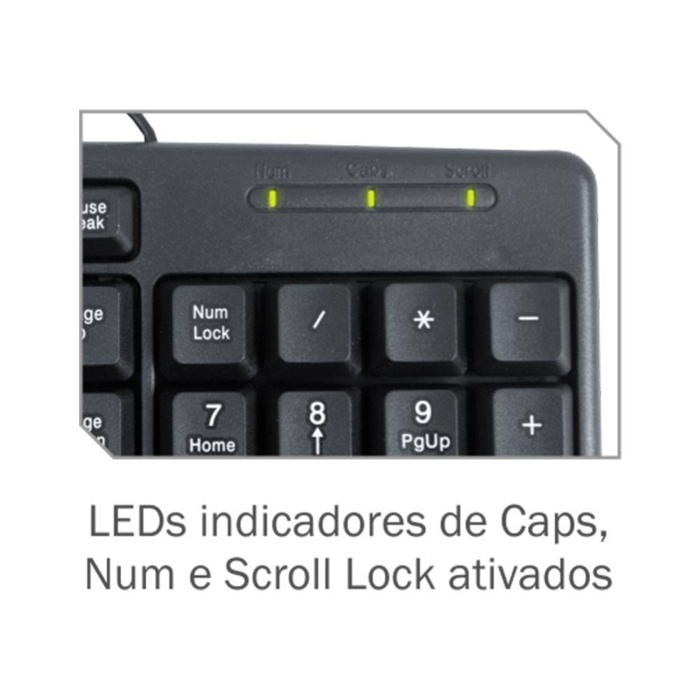 Num Caps Scroll
use
eak
Num
Lock
/
*
−
ge
7
Home
8
↑
9
PgUp
+
ge
LEDs indicadores de Caps,
Num e Scroll Lock ativados